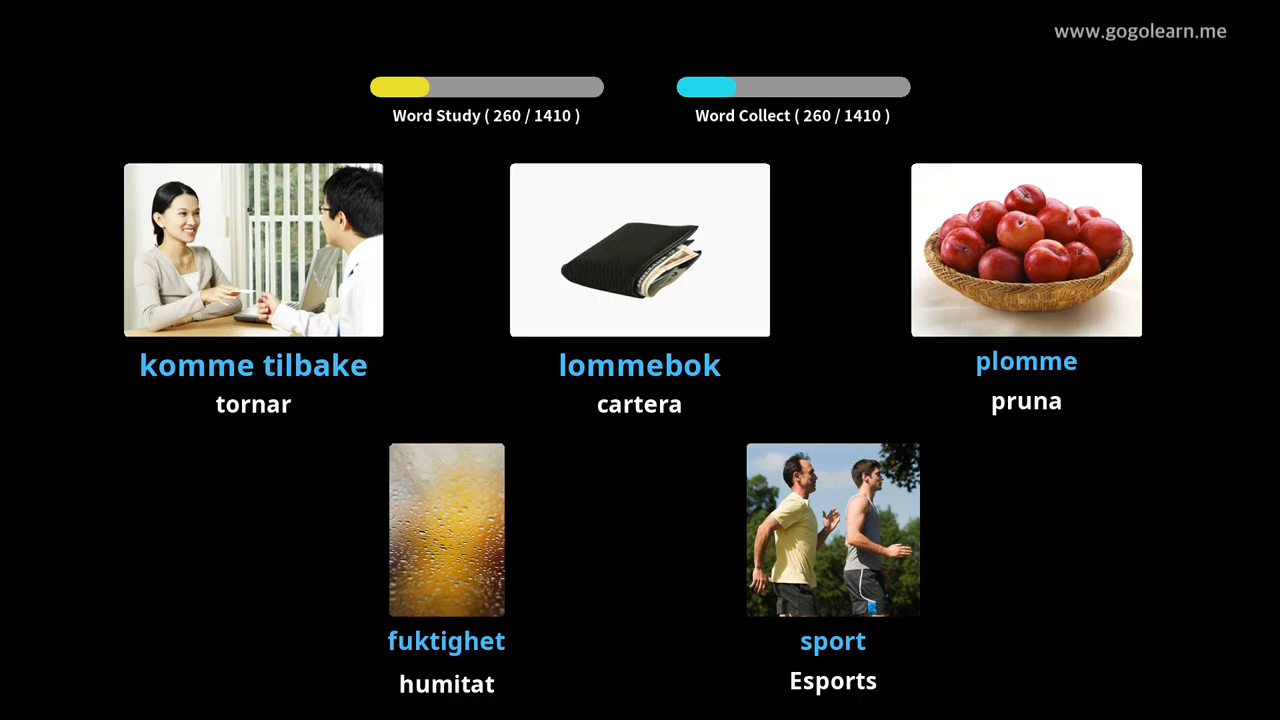 www.gogolearn.me
Word Study ( 260 / 1410 )
Word Collect ( 260 / 1410 )
komme tilbake
tornar
lommebok
cartera
plomme
pruna
fuktighet
humitat
sport
Esports